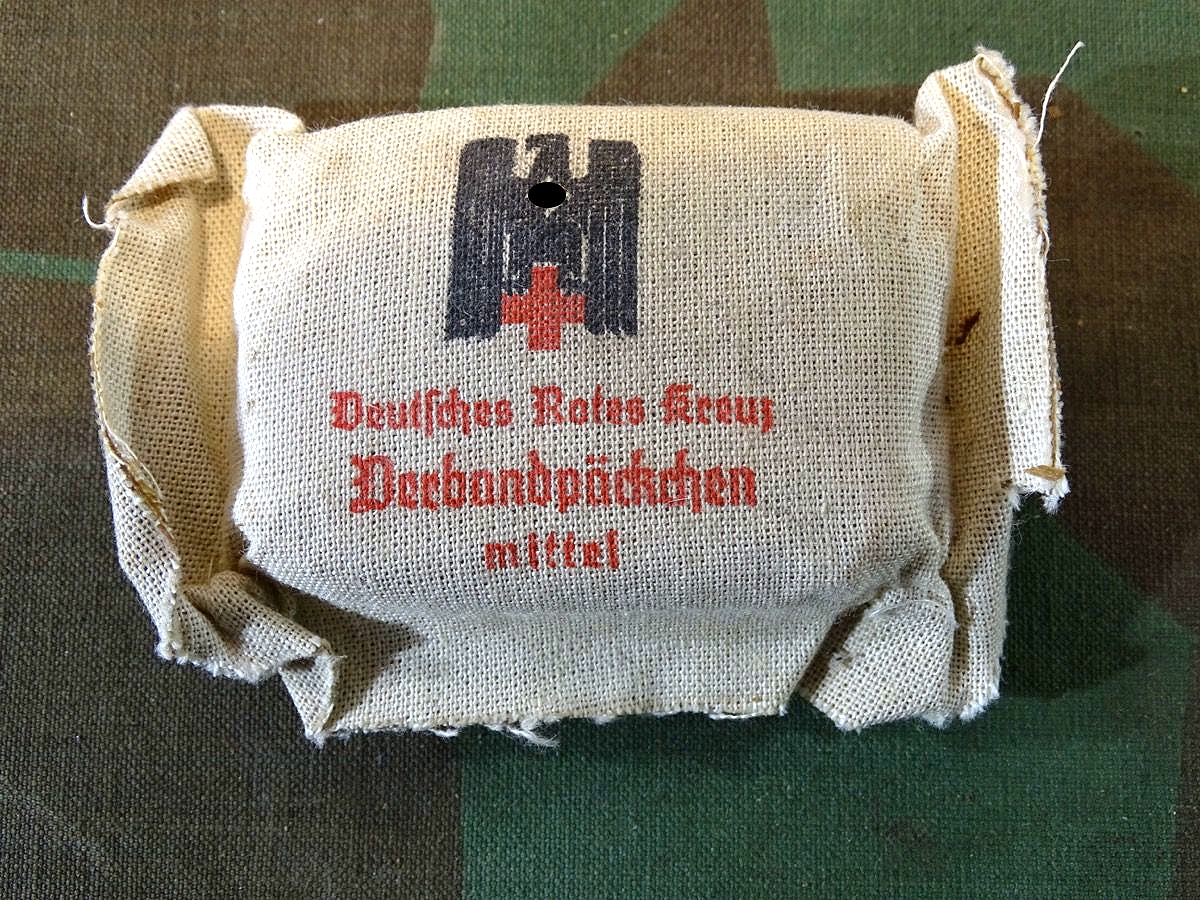 Deutsches Rotes Kreuz
Verbandpäckchen
mittel